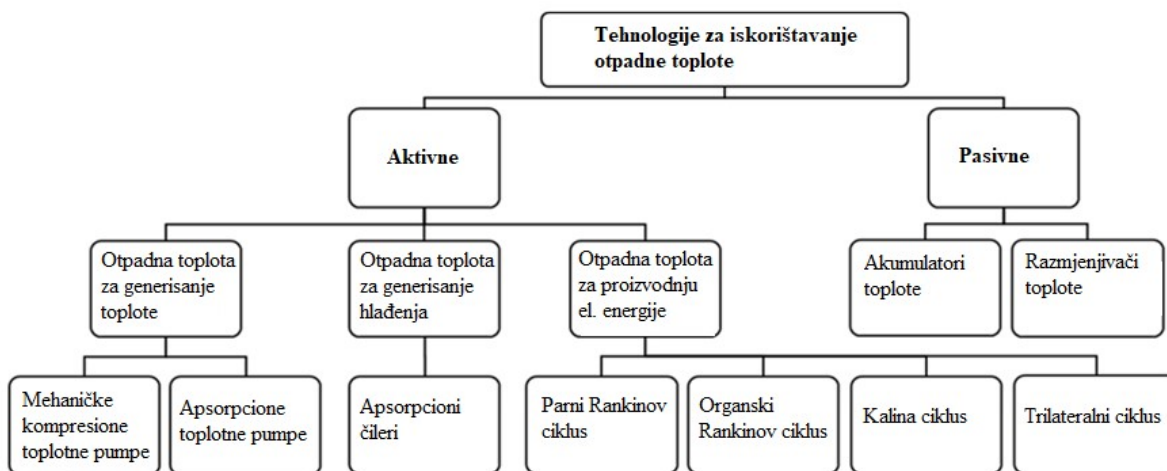 Tehnologije za iskorištavanje
otpadne toplote
Aktivne
Pasivne
Otpadna toplota
za generisanje
toplote
Otpadna toplota
za generisanje
hlađenja
Otpadna toplota
za proizvodnju
el. energije
Akumulatori
toplote
Razmjenjivači
toplote
Mehaničke
kompresione
toplotne pumpe
Apsorpcione
toplotne pumpe
Apsorpcioni
čileri
Parni Rankinov
ciklus
Organski
Rankinov ciklus
Kalina ciklus
Trilateralni ciklus